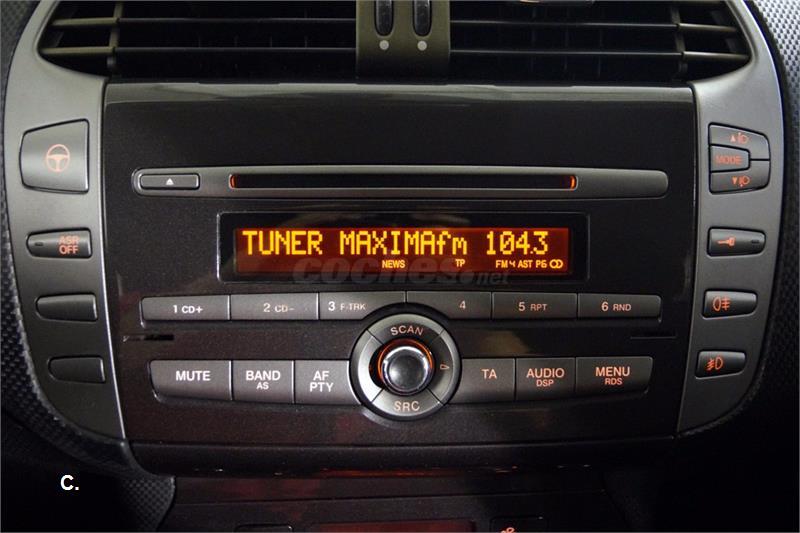 MODE
TUNER MAXIMAfm 104.3
ASR OFF
NEWS TP FM4 AST P6
coches.net
1 CD+ 2 CD- 3 F-TRK 4 5 RPT 6 RND
SCAN
MUTE BAND AS AF PTY TA AUDIO DSP MENU RDS
SRC
C.